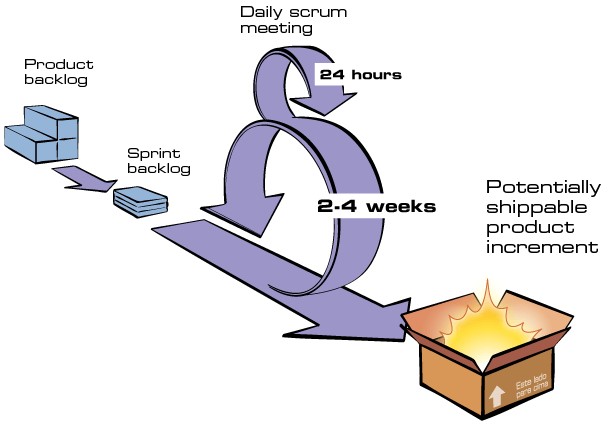 Daily scrum
meeting
24 hours
Product
backlog
Sprint
backlog
2-4 weeks
Potentially
shippable
product
increment
Este lado
para cima